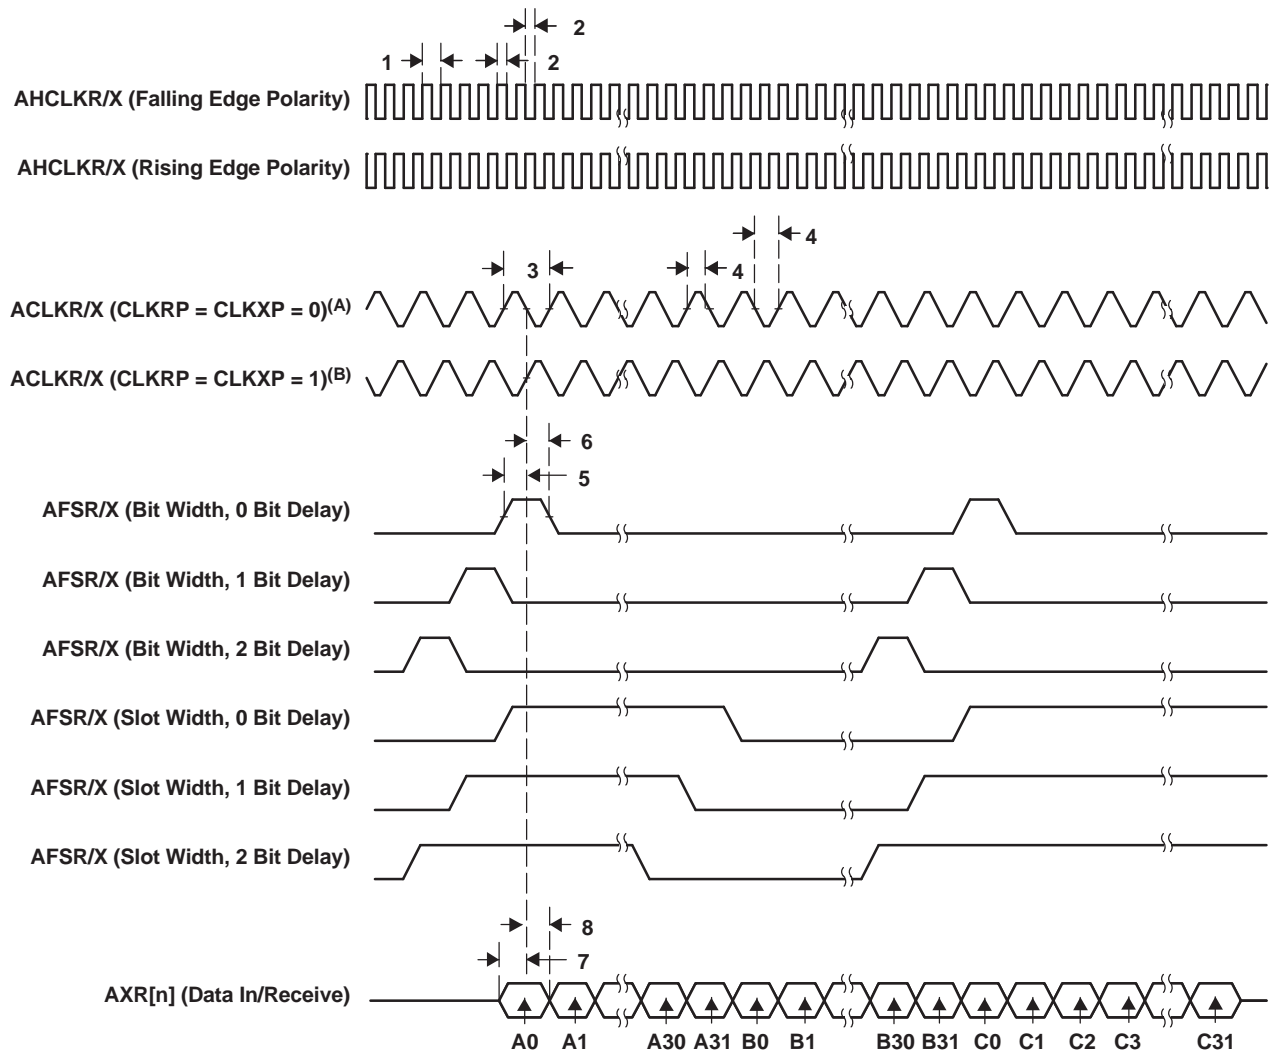 2
1
2
AHCLKR/X (Falling Edge Polarity)
AHCLKR/X (Rising Edge Polarity)
4
3
4
ACLKR/X (CLKRP = CLKXP = 0)(A)
ACLKR/X (CLKRP = CLKXP = 1)(B)
6
5
AFSR/X (Bit Width, 0 Bit Delay)
AFSR/X (Bit Width, 1 Bit Delay)
AFSR/X (Bit Width, 2 Bit Delay)
AFSR/X (Slot Width, 0 Bit Delay)
AFSR/X (Slot Width, 1 Bit Delay)
AFSR/X (Slot Width, 2 Bit Delay)
8
7
AXR[n] (Data In/Receive)
A0 A1 A30 A31 B0 B1 B30 B31 C0 C1 C2 C3 C31